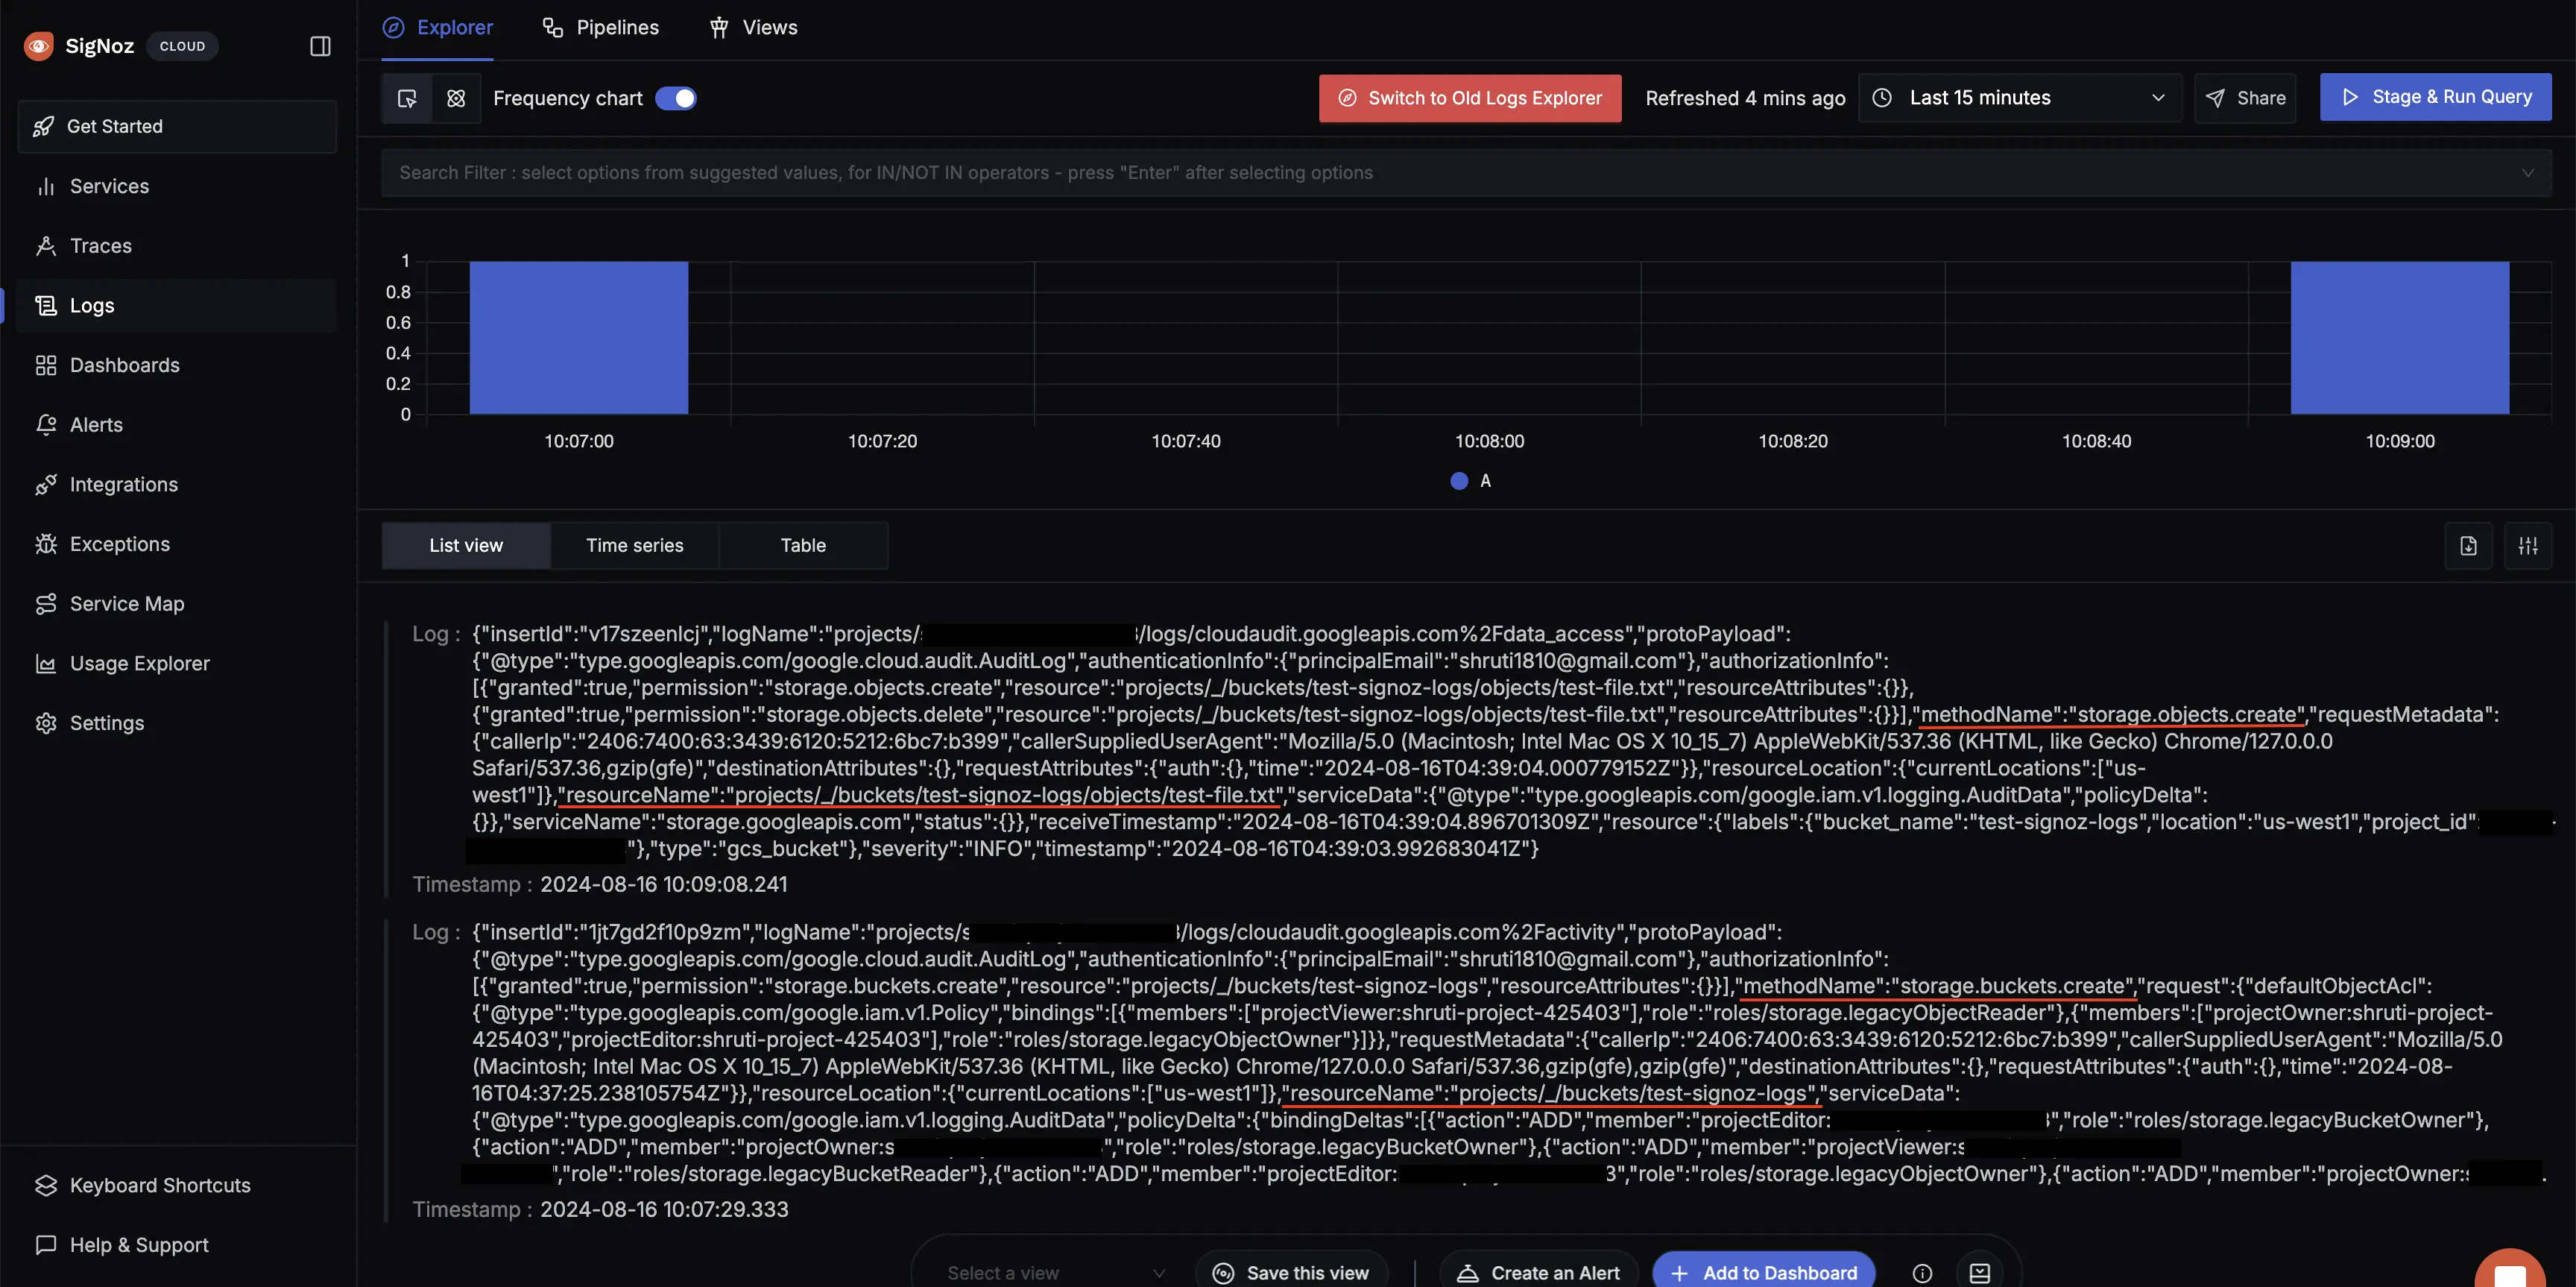 SigNoz CLOUD
Get Started
Services
Traces
Logs
Dashboards
Alerts
Integrations
Exceptions
Service Map
Usage Explorer
Settings
Keyboard Shortcuts
Help & Support
Explorer Pipelines Views
Frequency chart Switch to Old Logs Explorer Refreshed 4 mins ago Last 15 minutes Share Stage & Run Query
Search Filter : select options from suggested values, for IN/NOT IN operators - press "Enter" after selecting options
1
0.8
0.6
0.4
0.2
0
10:07:00 10:07:20 10:07:40 10:08:00 10:08:20 10:08:40 10:09:00
A
List view Time series Table
Log : {"insertId":"v17szeenlcj","logName":"projects/ /logs/cloudaudit.googleapis.com%2Fdata_access","protoPayload":
{"@type":"type.googleapis.com/google.cloud.audit.AuditLog","authenticationInfo":{"principalEmail":"shruti1810@gmail.com"},"authorizationInfo":
[{"granted":true,"permission":"storage.objects.create","resource":"projects/_/buckets/test-signoz-logs/objects/test-file.txt","resourceAttributes":{}},
{"granted":true,"permission":"storage.objects.delete","resource":"projects/_/buckets/test-signoz-logs/objects/test-file.txt","resourceAttributes":{}}],"methodName":"storage.objects.create","requestMetadata":
{"callerIp":"2406:7400:63:3439:6120:5212:6bc7:b399","callerSuppliedUserAgent":"Mozilla/5.0 (Macintosh; Intel Mac OS X 10_15_7) AppleWebKit/537.36 (KHTML, like Gecko) Chrome/127.0.0.0
Safari/537.36,gzip(gfe)","destinationAttributes":{},"requestAttributes":{"auth":{},"time":"2024-08-16T04:39:04.000779152Z"}},"resourceLocation":{"currentLocations":["us-
west1"]},"resourceName":"projects/_/buckets/test-signoz-logs/objects/test-file.txt","serviceData":{"@type":"type.googleapis.com/google.iam.v1.logging.AuditData","policyDelta":
{}},"serviceName":"storage.googleapis.com","status":{}},"receiveTimestamp":"2024-08-16T04:39:04.896701309Z","resource":{"labels":{"bucket_name":"test-signoz-logs","location":"us-west1","project_id":
"},"type":"gcs_bucket"},"severity":"INFO","timestamp":"2024-08-16T04:39:03.992683041Z"}
Timestamp : 2024-08-16 10:09:08.241
Log : {"insertId":"1jt7gd2f10p9zm","logName":"projects/s /logs/cloudaudit.googleapis.com%2Factivity","protoPayload":
{"@type":"type.googleapis.com/google.cloud.audit.AuditLog","authenticationInfo":{"principalEmail":"shruti1810@gmail.com"},"authorizationInfo":
[{"granted":true,"permission":"storage.buckets.create","resource":"projects/_/buckets/test-signoz-logs","resourceAttributes":{}}],"methodName":"storage.buckets.create","request":{"defaultObjectAcl":
{"@type":"type.googleapis.com/google.iam.v1.Policy","bindings":[{"members":["projectViewer:shruti-project-425403"],"role":"roles/storage.legacyObjectReader"},{"members":["projectOwner:shruti-project-
425403","projectEditor:shruti-project-425403"],"role":"roles/storage.legacyObjectOwner"}]}},"requestMetadata":{"callerIp":"2406:7400:63:3439:6120:5212:6bc7:b399","callerSuppliedUserAgent":"Mozilla/5.0
(Macintosh; Intel Mac OS X 10_15_7) AppleWebKit/537.36 (KHTML, like Gecko) Chrome/127.0.0.0 Safari/537.36,gzip(gfe),gzip(gfe)","destinationAttributes":{},"requestAttributes":{"auth":{},"time":"2024-08-
16T04:37:25.238105754Z"}},"resourceLocation":{"currentLocations":["us-west1"]},"resourceName":"projects/_/buckets/test-signoz-logs","serviceData":
{"@type":"type.googleapis.com/google.iam.v1.logging.AuditData","policyDelta":{"bindingDeltas":[{"action":"ADD","member":"projectEditor: ","role":"roles/storage.legacyBucketOwner"},
{"action":"ADD","member":"projectOwner:s ","role":"roles/storage.legacyBucketOwner"},{"action":"ADD","member":"projectViewer:s
","role":"roles/storage.legacyBucketReader"},{"action":"ADD","member":"projectEditor: 3","role":"roles/storage.legacyObjectOwner"},{"action":"ADD","member":"projectOwner:
Timestamp : 2024-08-16 10:07:29.333
Select a view Save this view Create an Alert Add to Dashboard